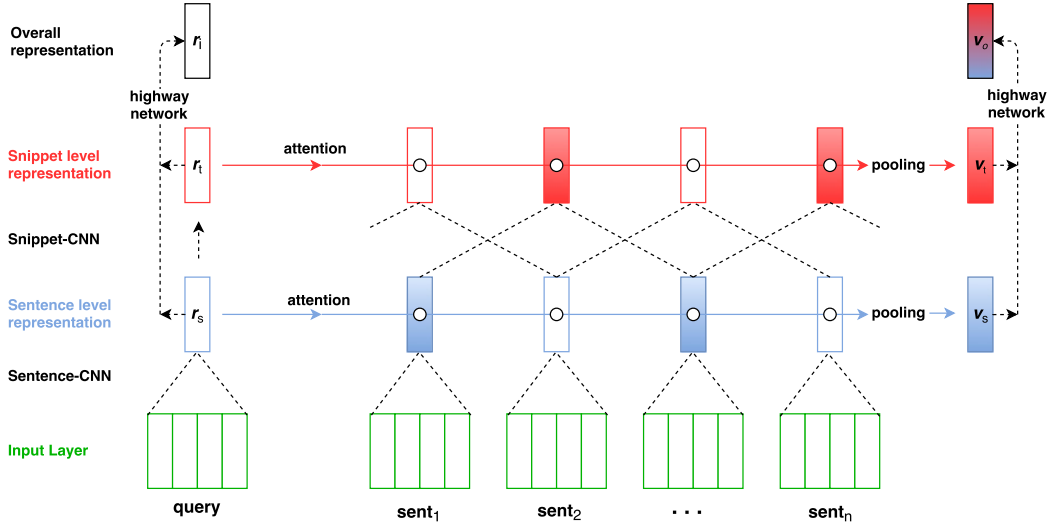 Overall
representation
r_i
v_o
highway
network
highway
network
Snippet level
representation
r_t
attention
pooling
v_t
Snippet-CNN
Sentence level
representation
r_s
attention
pooling
v_s
Sentence-CNN
Input Layer
query
sent_1
sent_2
. . .
sent_n